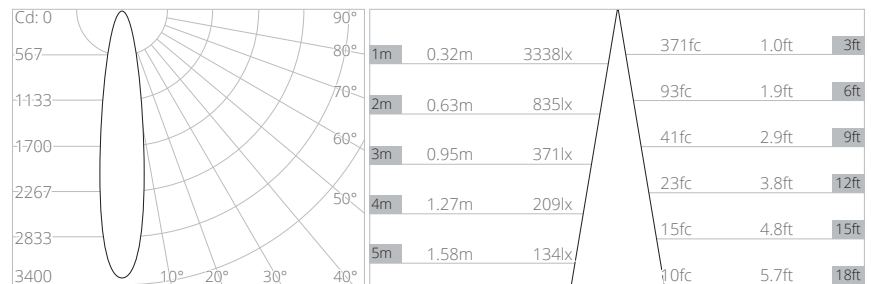 Cd: 0
567
1133
1700
2267
2833
3400
90°
80°
70°
60°
50°
10°
20°
30°
40°
1m 0.32m 3338lx
2m 0.63m 835lx
3m 0.95m 371lx
4m 1.27m 209lx
5m 1.58m 134lx
371fc 1.0ft 3ft
93fc 1.9ft 6ft
41fc 2.9ft 9ft
23fc 3.8ft 12ft
15fc 4.8ft 15ft
10fc 5.7ft 18ft